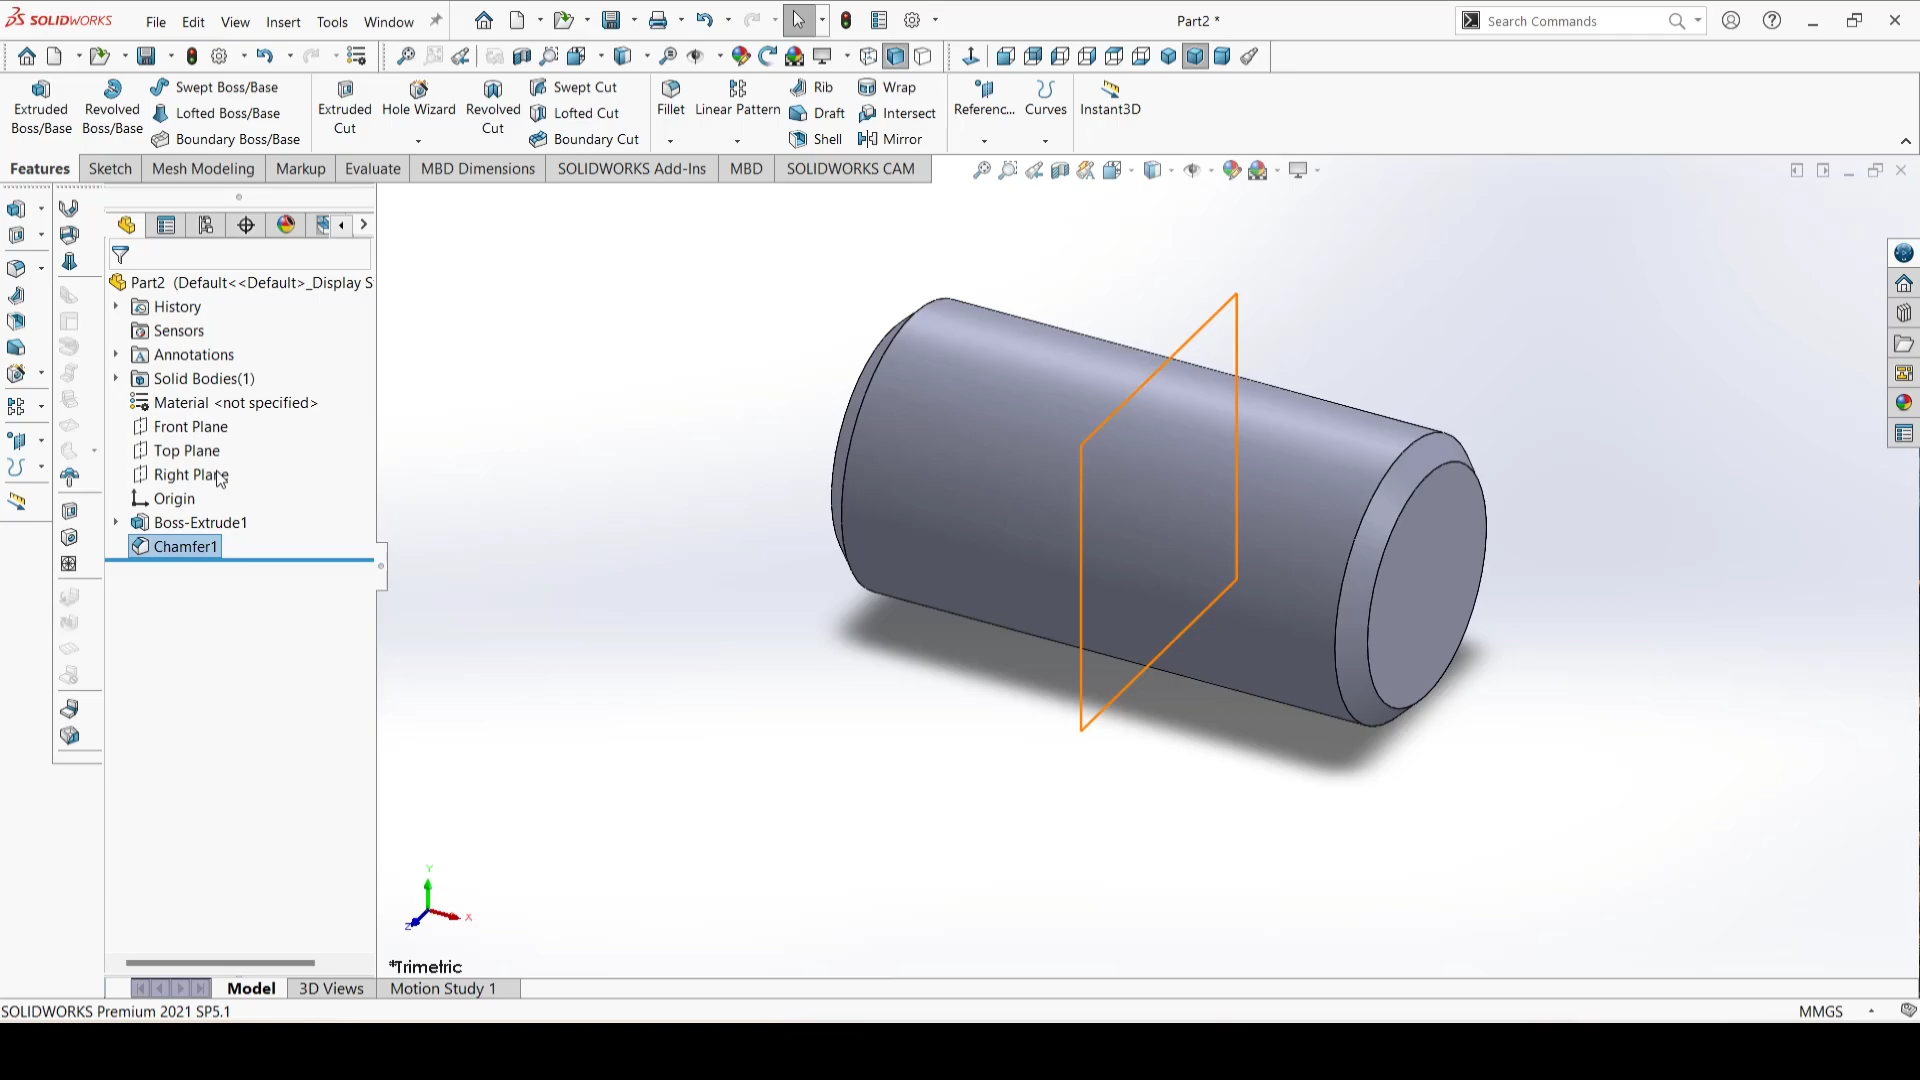 SOLIDWORKS
File Edit View Insert Tools Window
Part2 *
Search Commands
Extruded Boss/Base
Revolved Boss/Base
Swept Boss/Base
Lofted Boss/Base
Boundary Boss/Base
Extruded Cut
Hole Wizard
Revolved Cut
Swept Cut
Lofted Cut
Boundary Cut
Fillet
Linear Pattern
Rib
Draft
Shell
Wrap
Intersect
Mirror
Referenc...
Curves
Instant3D
Features Sketch Mesh Modeling Markup Evaluate MBD Dimensions SOLIDWORKS Add-Ins MBD SOLIDWORKS CAM
Part2 (Default<<Default>_Display S
History
Sensors
Annotations
Solid Bodies(1)
Material <not specified>
Front Plane
Top Plane
Right Plane
Origin
Boss-Extrude1
Chamfer1
Y
X
Z
*Trimetric
Model 3D Views Motion Study 1
SOLIDWORKS Premium 2021 SP5.1
MMGS